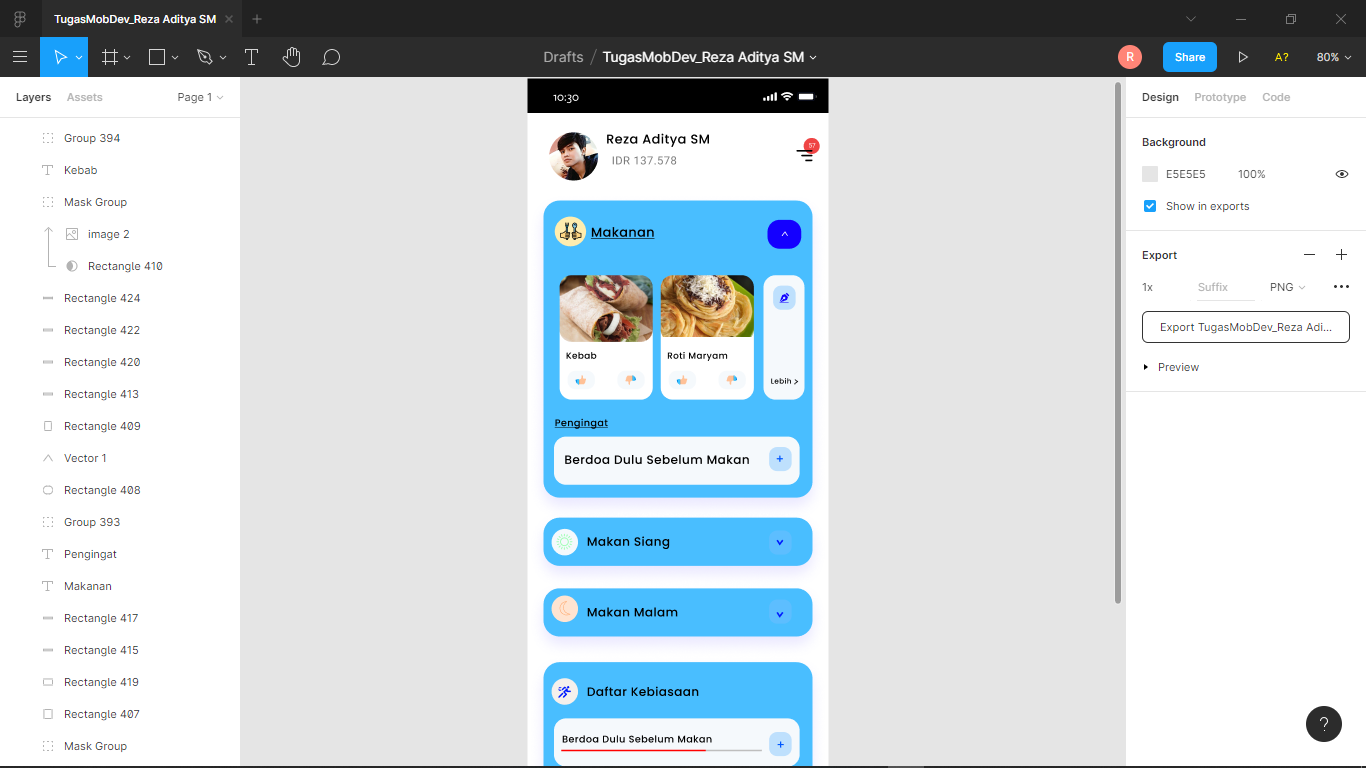 TugasMobDev_Reza Aditya SM
Drafts / TugasMobDev_Reza Aditya SM
R
Share
A?
80%
Layers
Assets
Page 1
Group 394
Kebab
Mask Group
image 2
Rectangle 410
Rectangle 424
Rectangle 422
Rectangle 420
Rectangle 413
Rectangle 409
Vector 1
Rectangle 408
Group 393
Pengingat
Makanan
Rectangle 417
Rectangle 415
Rectangle 419
Rectangle 407
Mask Group
10:30
Reza Aditya SM
IDR 137.578
57
Makanan
Kebab
Roti Maryam
Lebih >
Pengingat
Berdoa Dulu Sebelum Makan
+
Makan Siang
Makan Malam
Daftar Kebiasaan
Berdoa Dulu Sebelum Makan
+
Design
Prototype
Code
Background
E5E5E5
100%
Show in exports
Export
1x
Suffix
PNG
Export TugasMobDev_Reza Adi...
Preview
?